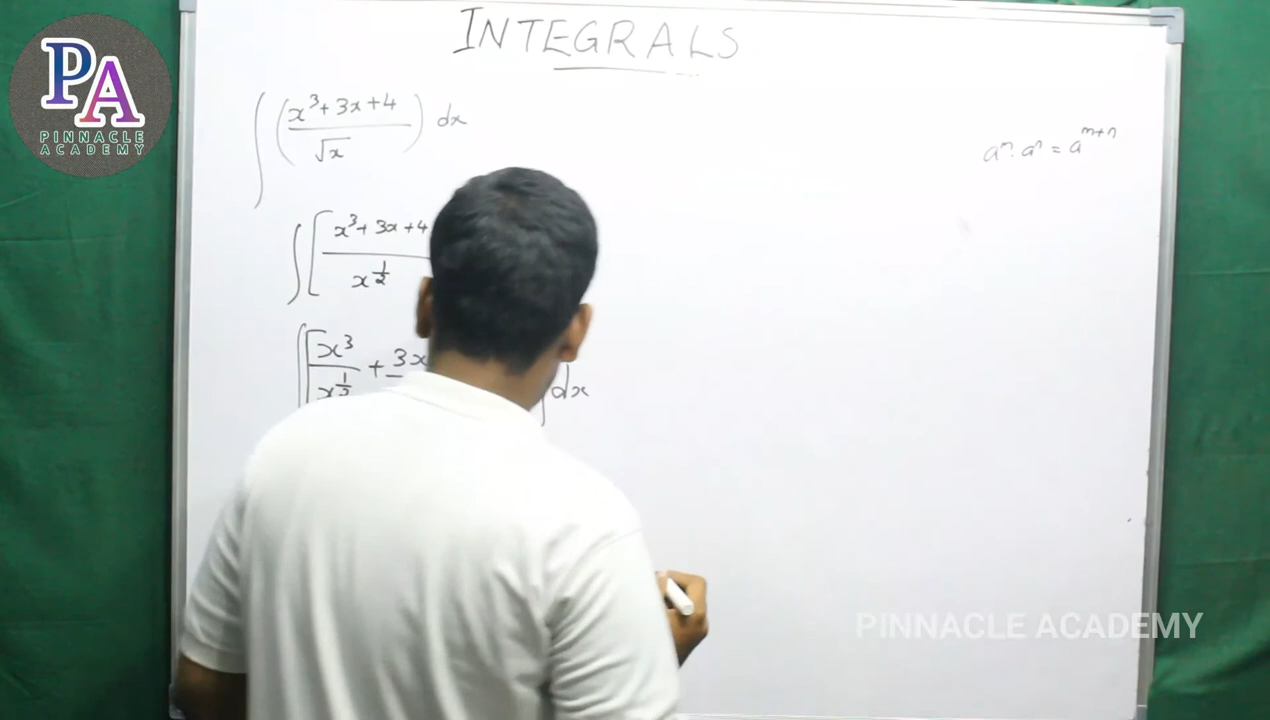 PA
PINNACLE
ACADEMY
INTEGRALS
∫ ( (x³ + 3x + 4) / √x ) dx
aᵐ · aⁿ = aᵐ⁺ⁿ
∫ [ (x³ + 3x + 4) / x^(1/2)
∫ [ x³ / x^(1/2) + 3x ] dx
PINNACLE ACADEMY